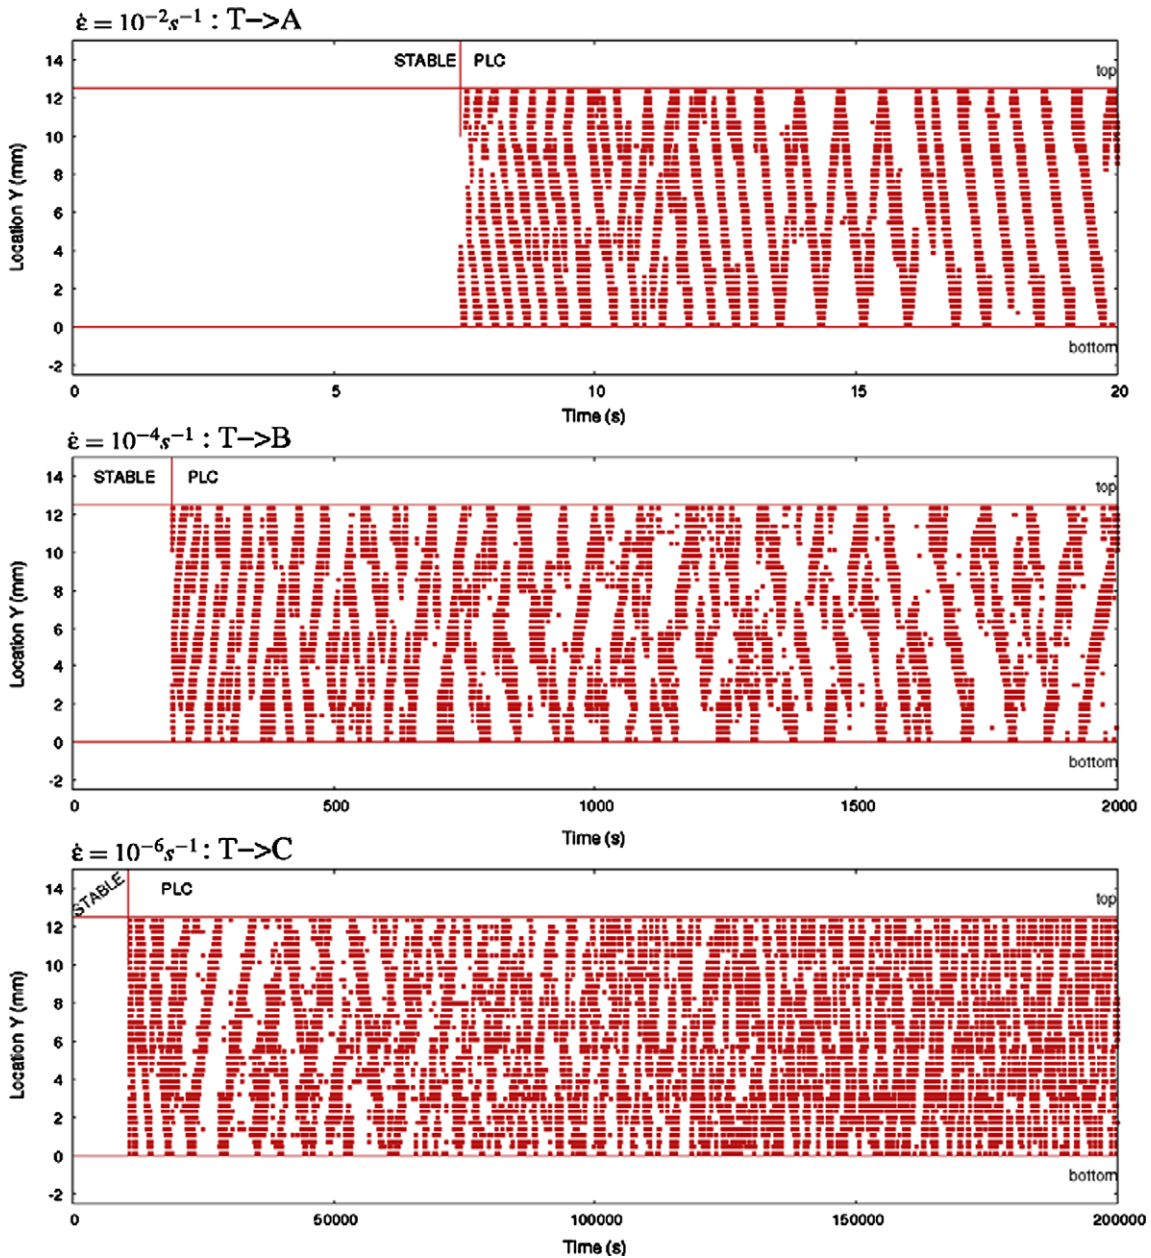 ε̇ = 10⁻²s⁻¹ : T−>A
14
STABLE
PLC
top
12
10
8
6
4
2
0
-2
bottom
Location Y (mm)
0
5
10
15
20
Time (s)
ε̇ = 10⁻⁴s⁻¹ : T−>B
14
STABLE
PLC
top
12
10
8
6
4
2
0
-2
bottom
Location Y (mm)
0
500
1000
1500
2000
Time (s)
ε̇ = 10⁻⁶s⁻¹ : T−>C
14
STABLE
PLC
top
12
10
8
6
4
2
0
-2
bottom
Location Y (mm)
0
50000
100000
150000
200000
Time (s)